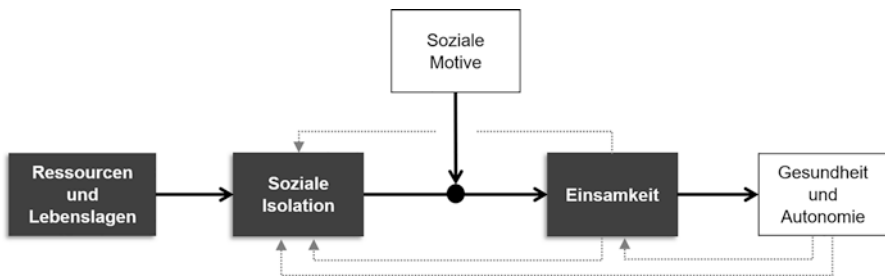 Soziale
Motive
Ressourcen
und
Lebenslagen
Soziale
Isolation
Einsamkeit
Gesundheit
und
Autonomie